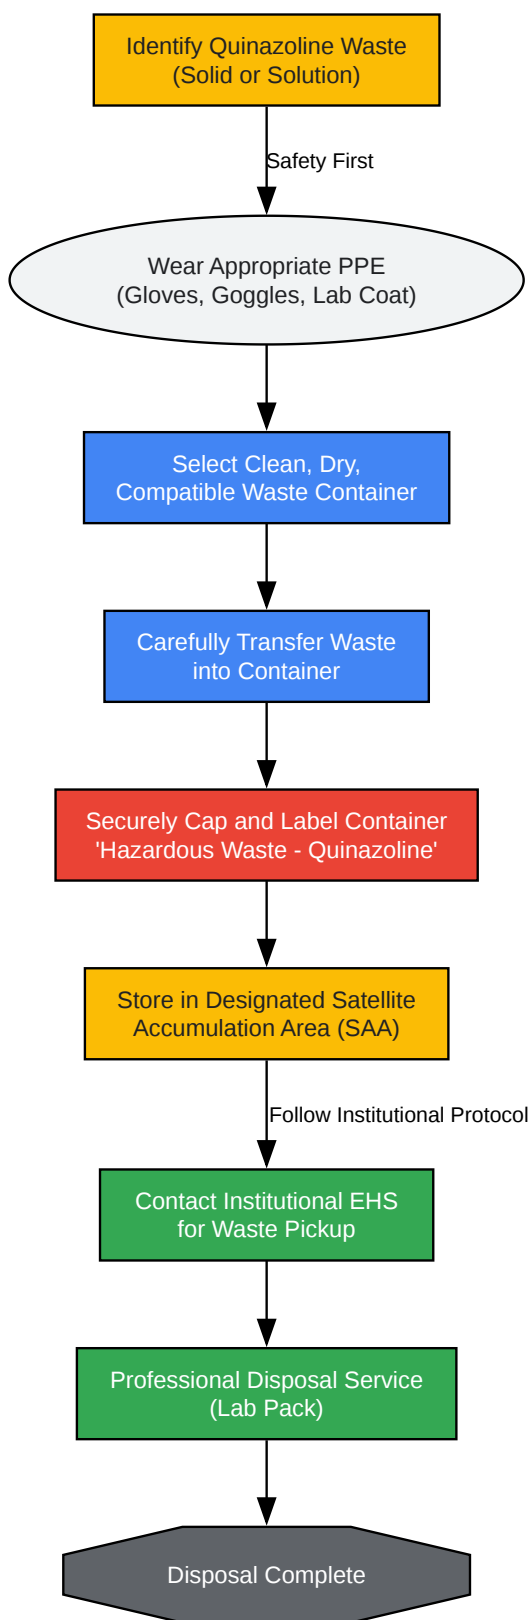 Identify Quinazoline Waste
(Solid or Solution)
Safety First
Wear Appropriate PPE
(Gloves, Goggles, Lab Coat)
Select Clean, Dry,
Compatible Waste Container
Carefully Transfer Waste
into Container
Securely Cap and Label Container
'Hazardous Waste - Quinazoline'
Store in Designated Satellite
Accumulation Area (SAA)
Follow Institutional Protocol
Contact Institutional EHS
for Waste Pickup
Professional Disposal Service
(Lab Pack)
Disposal Complete